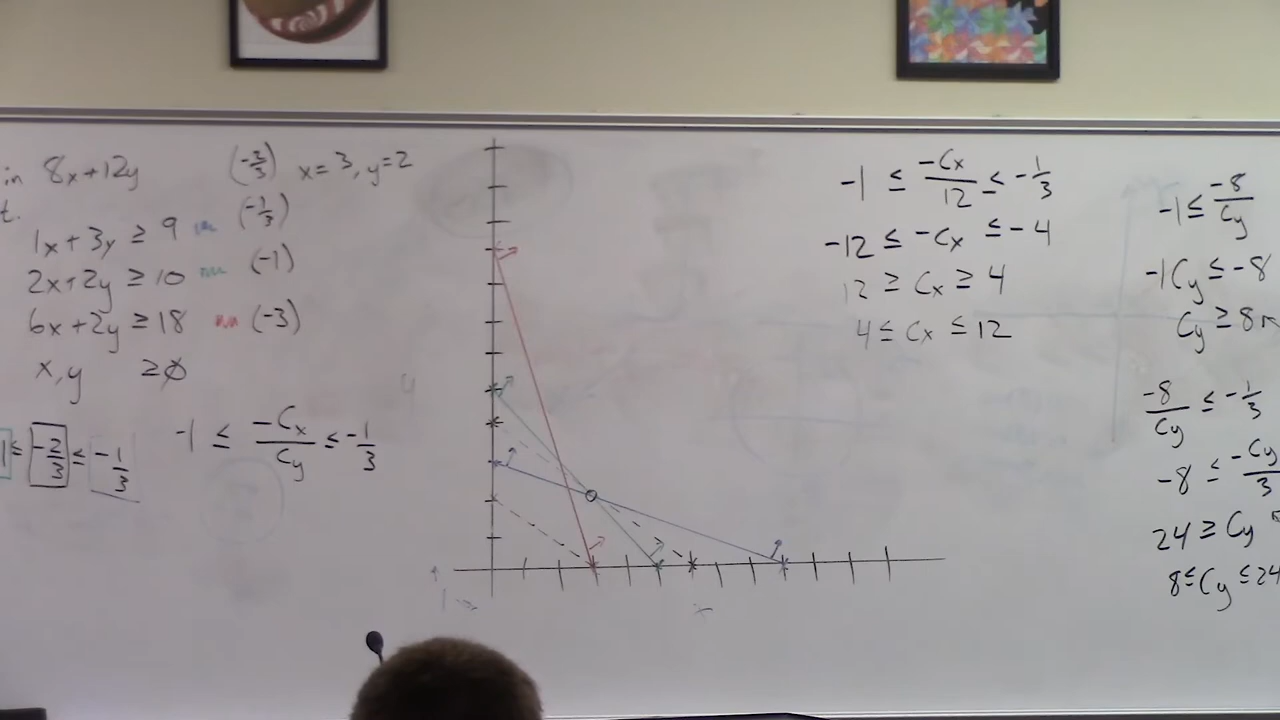 in 8x+12y (-2/3) x=3, y=2
t.
1x+3y ≥ 9 (-1/3)
2x+2y ≥ 10 (-1)
6x+2y ≥ 18 (-3)
x,y ≥ 0
1 ≤ -2/3 ≤ -1/3
-1 ≤ -Cx/Cy ≤ -1/3
y
x
-1 ≤ -Cx/12 ≤ -1/3
-12 ≤ -Cx ≤ -4
12 ≥ Cx ≥ 4
4 ≤ Cx ≤ 12
-1 ≤ -8/Cy
-1Cy ≤ -8
Cy ≥ 8
-8/Cy ≤ -1/3
-8 ≤ -Cy/3
24 ≥ Cy
8 ≤ Cy ≤ 24